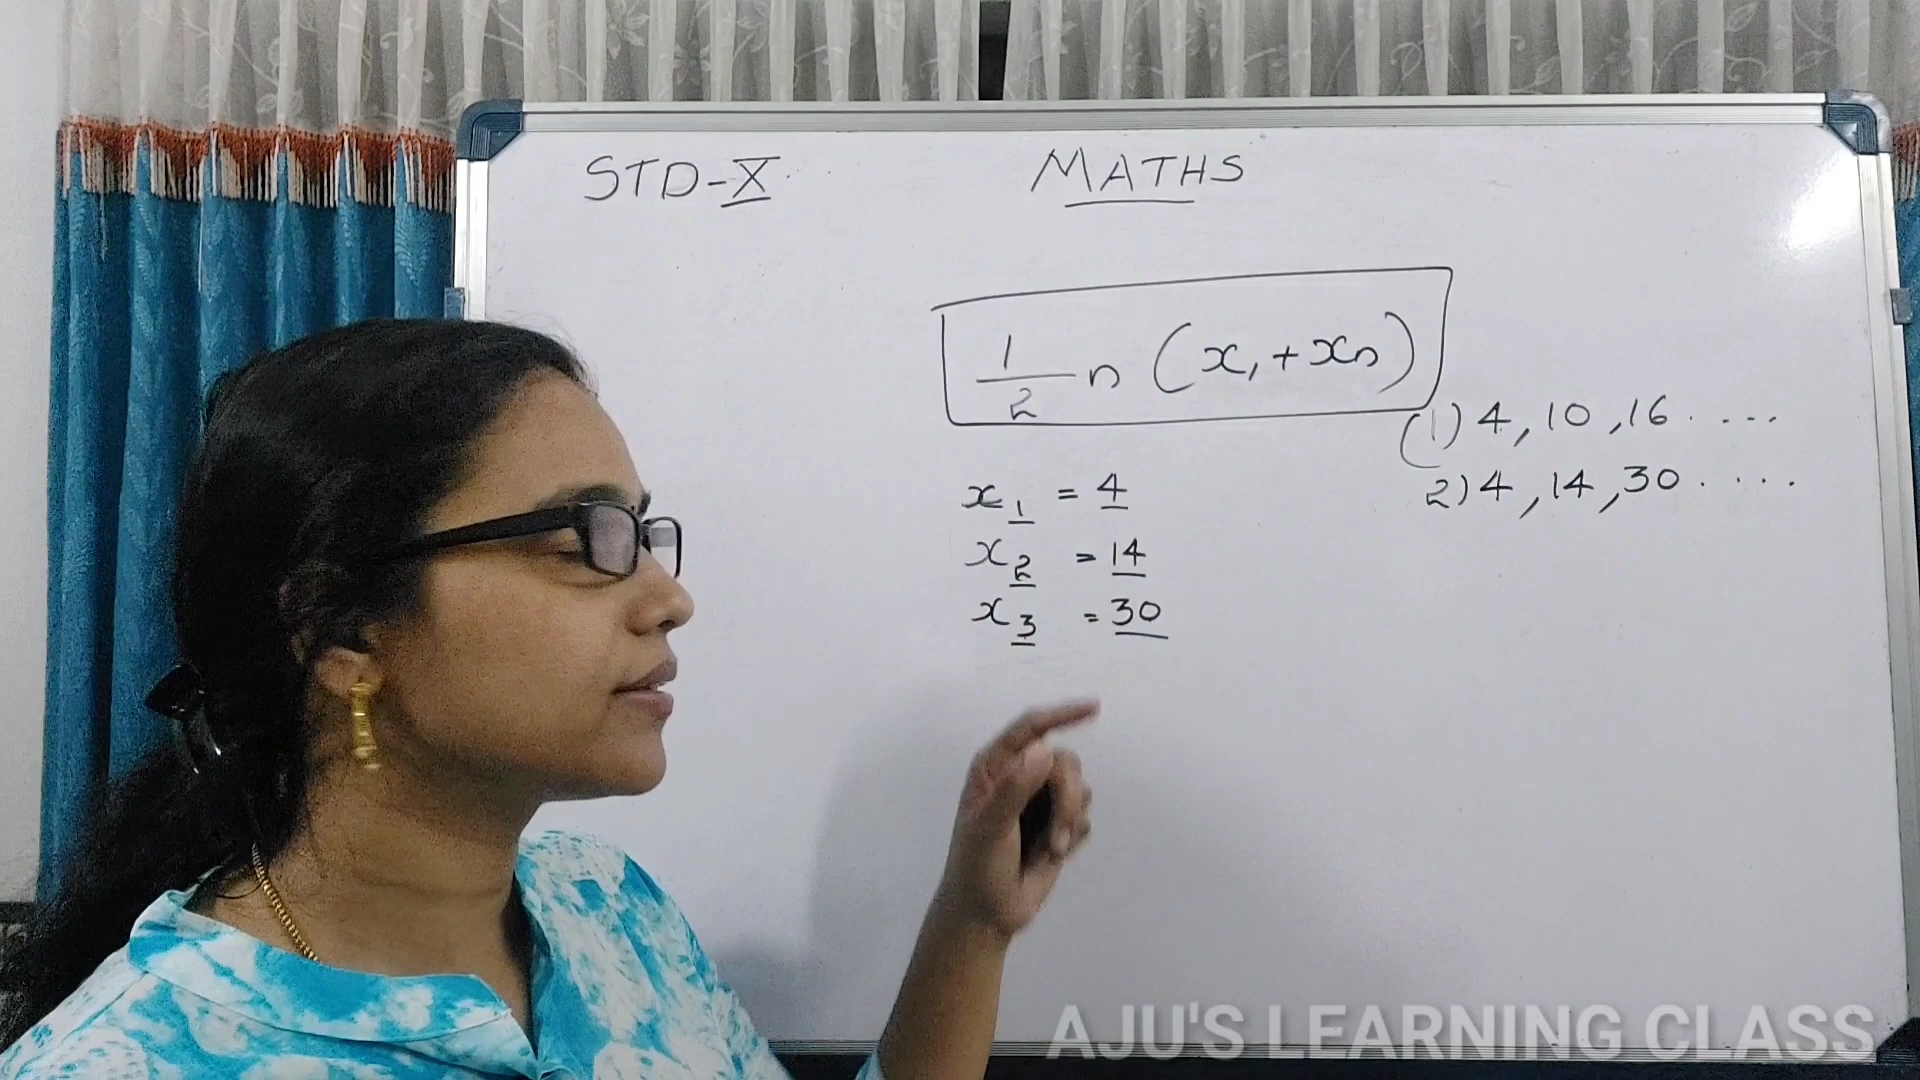 STD-X MATHS
1/2 n (x₁+xₙ)
(1) 4, 10, 16 . ...
2) 4, 14, 30 . ...
x₁ = 4
x₂ = 14
x₃ = 30
AJU'S LEARNING CLASS